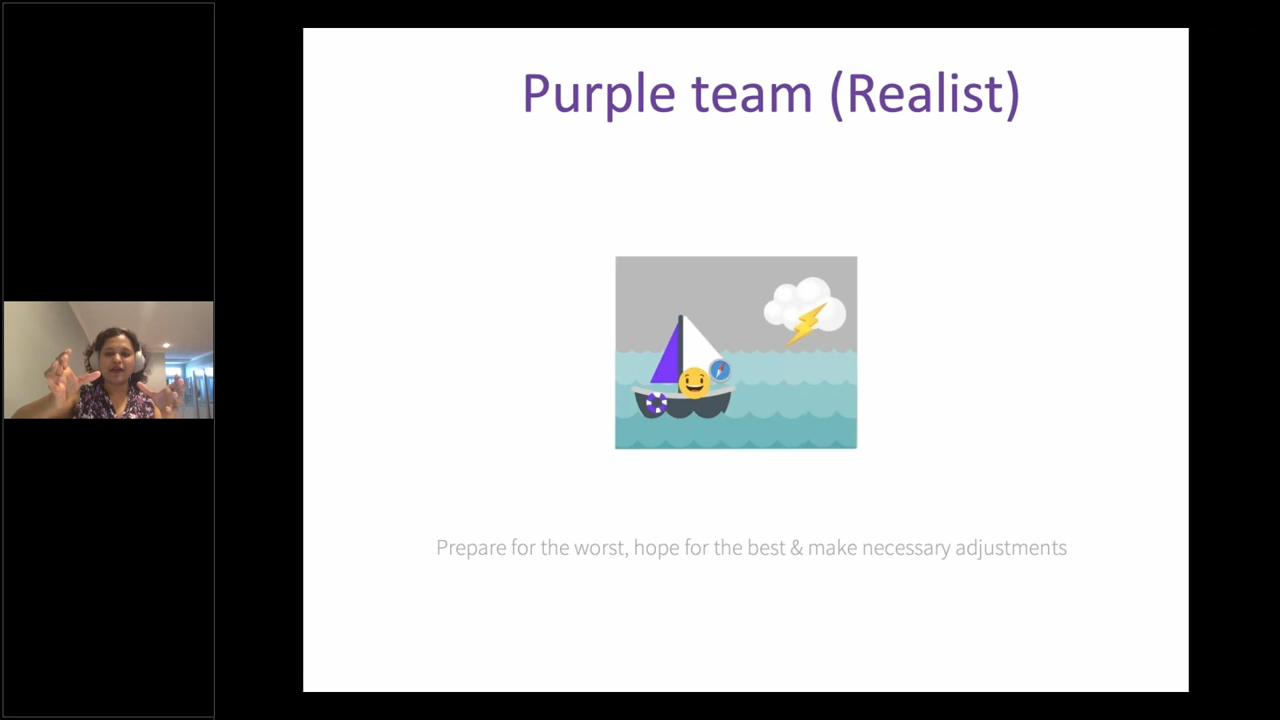 Purple team (Realist)
Prepare for the worst, hope for the best & make necessary adjustments